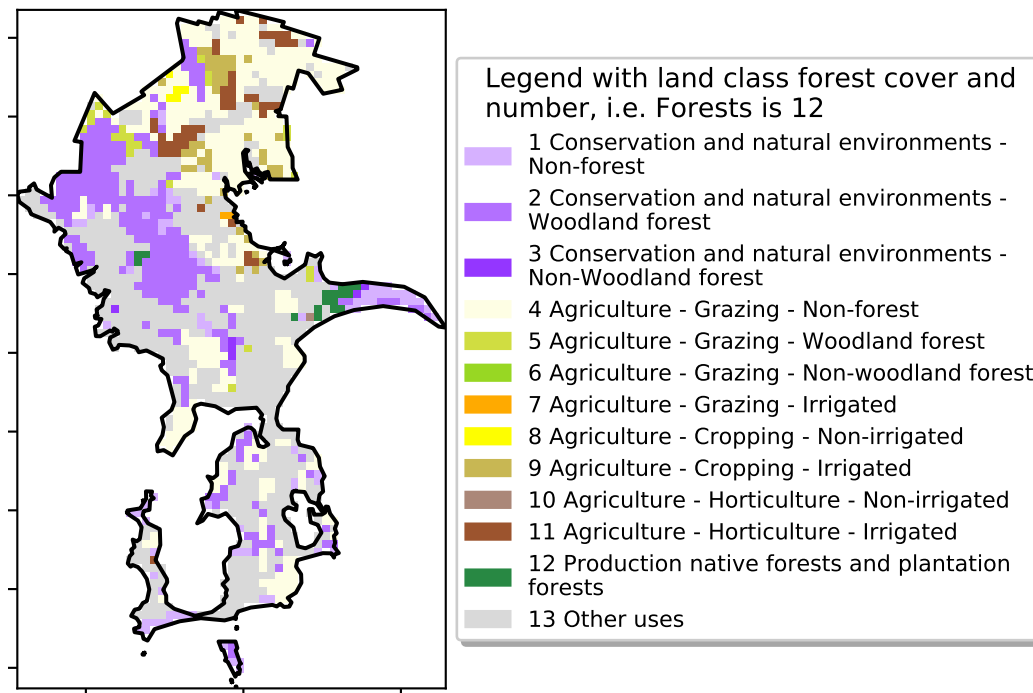 Legend with land class forest cover and
number, i.e. Forests is 12
1 Conservation and natural environments -
Non-forest
2 Conservation and natural environments -
Woodland forest
3 Conservation and natural environments -
Non-Woodland forest
4 Agriculture - Grazing - Non-forest
5 Agriculture - Grazing - Woodland forest
6 Agriculture - Grazing - Non-woodland forest
7 Agriculture - Grazing - Irrigated
8 Agriculture - Cropping - Non-irrigated
9 Agriculture - Cropping - Irrigated
10 Agriculture - Horticulture - Non-irrigated
11 Agriculture - Horticulture - Irrigated
12 Production native forests and plantation
forests
13 Other uses